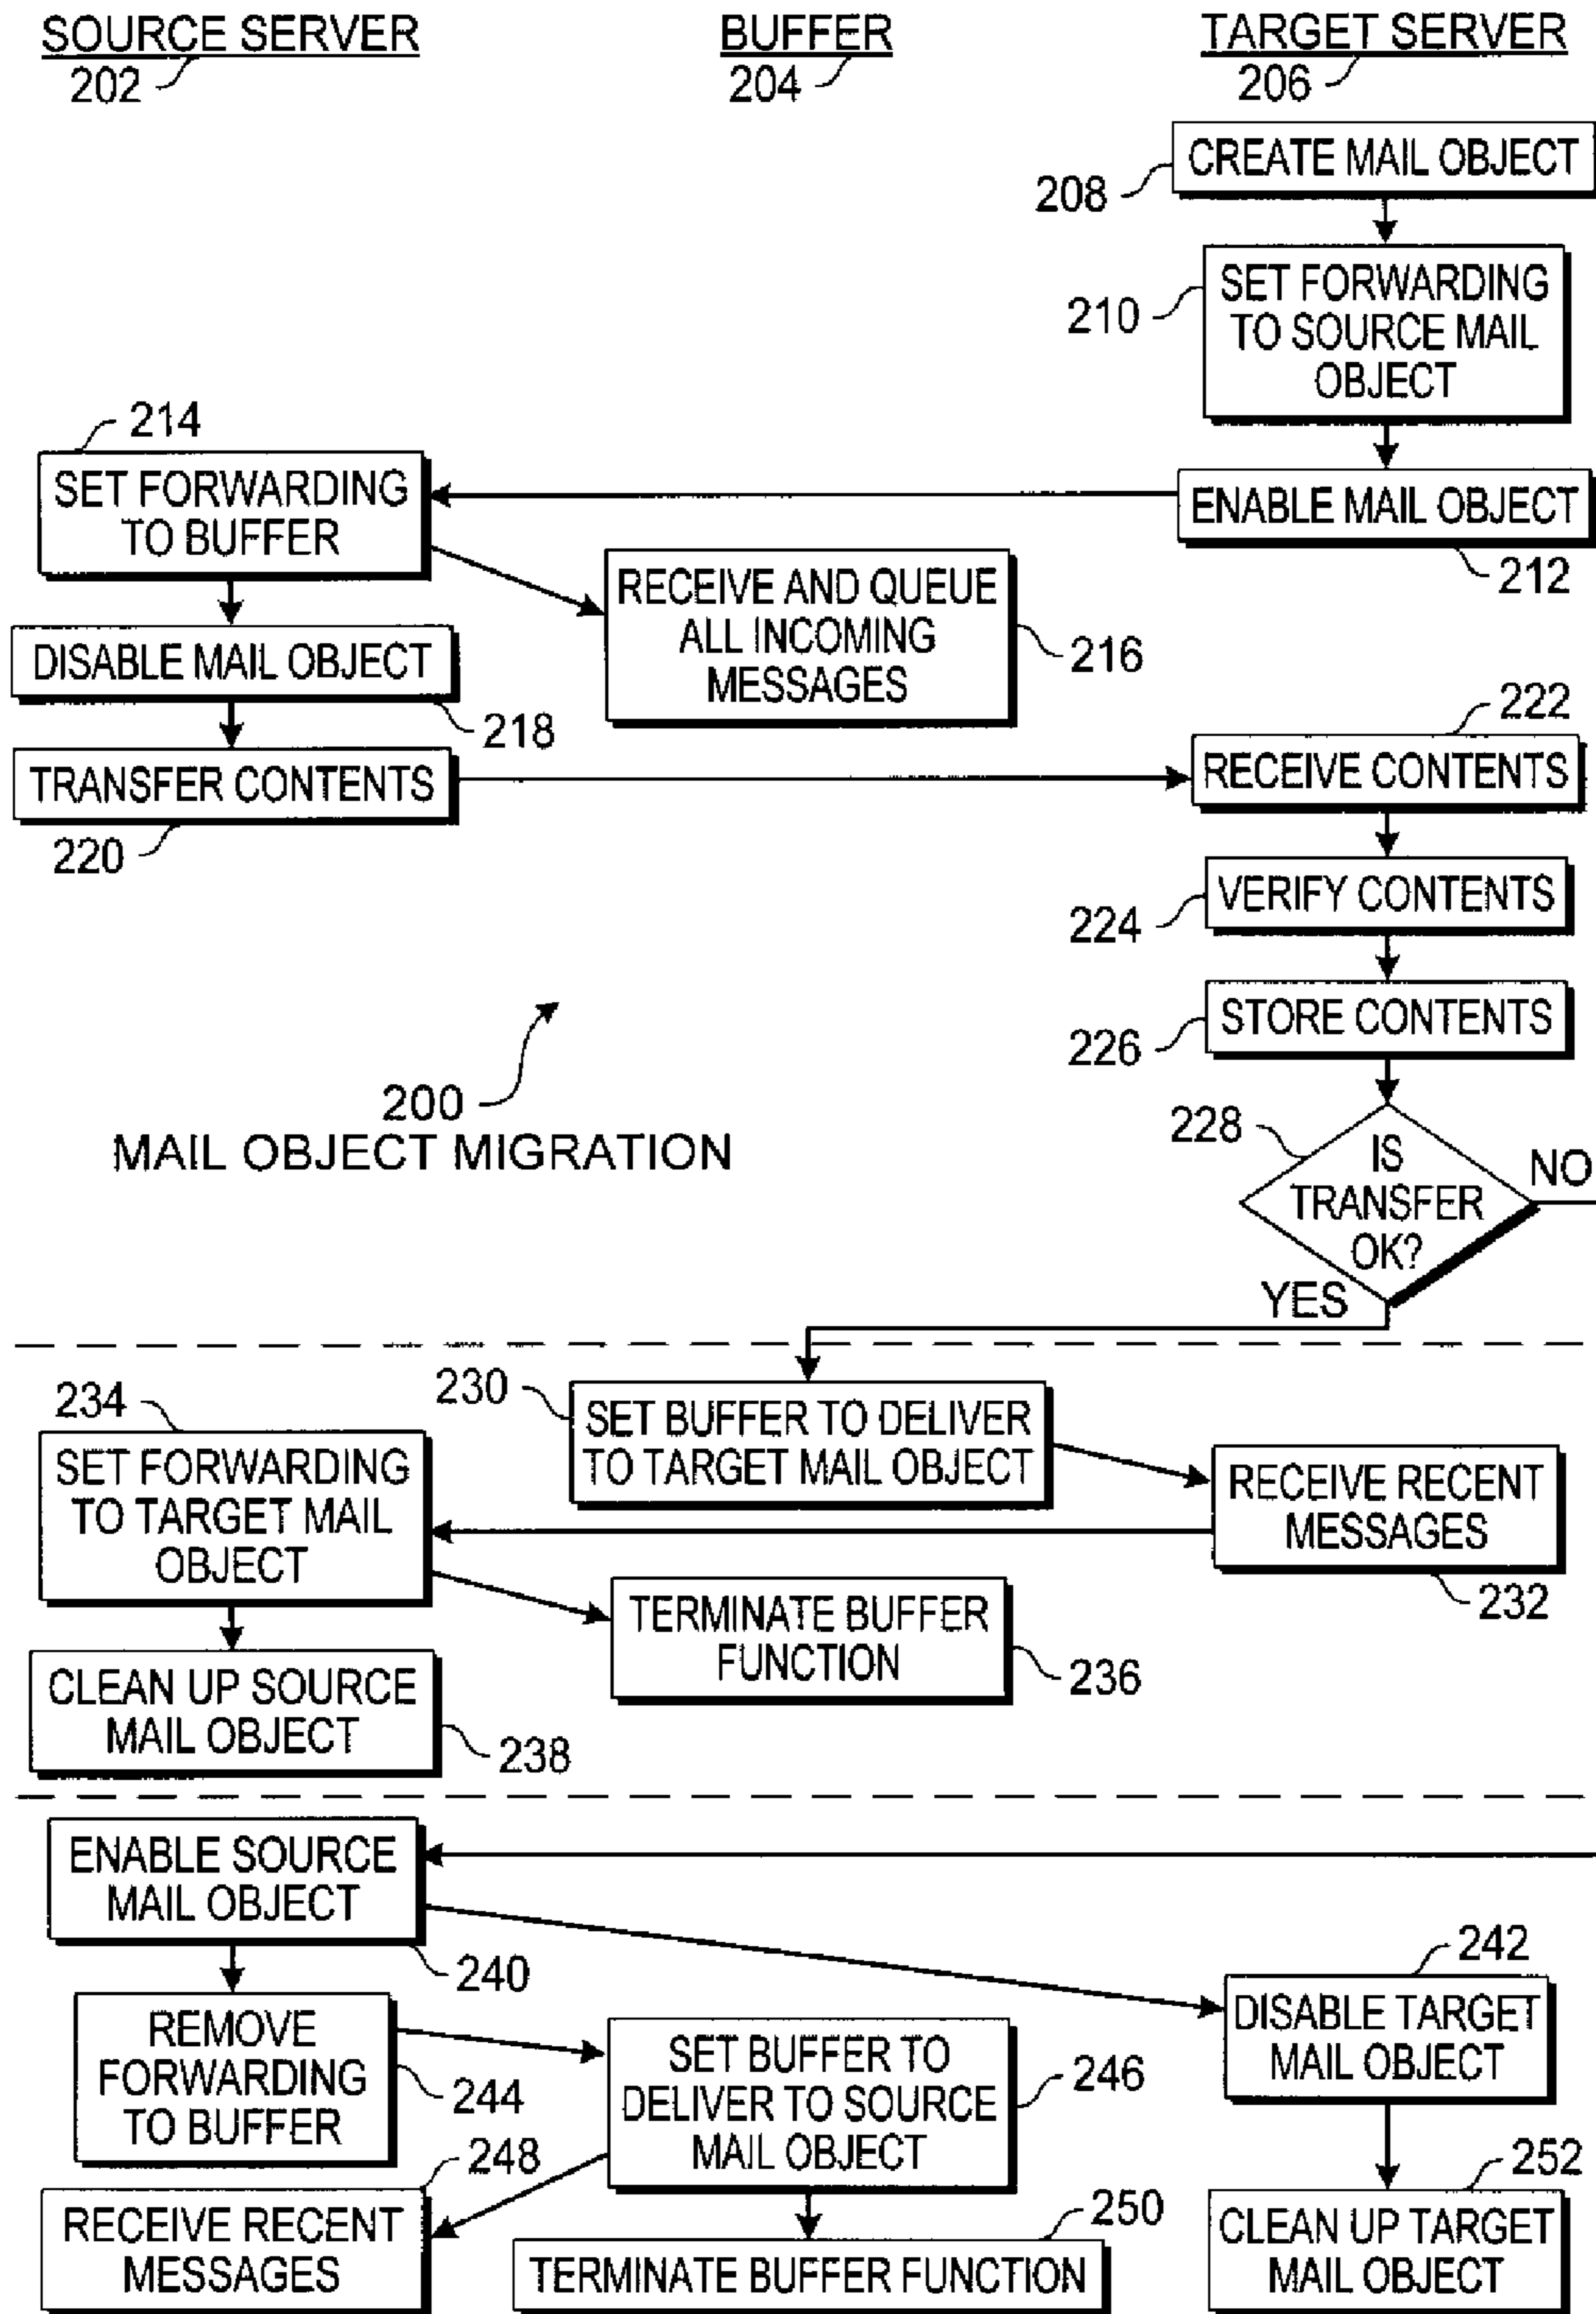 SOURCE SERVER
202
BUFFER
204
TARGET SERVER
206
CREATE MAIL OBJECT
208
SET FORWARDING
TO SOURCE MAIL
OBJECT
210
214
SET FORWARDING
TO BUFFER
ENABLE MAIL OBJECT
212
RECEIVE AND QUEUE
ALL INCOMING
MESSAGES
216
DISABLE MAIL OBJECT
218
222
TRANSFER CONTENTS
220
RECEIVE CONTENTS
VERIFY CONTENTS
224
STORE CONTENTS
226
200
MAIL OBJECT MIGRATION
228
IS
TRANSFER
OK?
NO
YES
230
SET BUFFER TO DELIVER
TO TARGET MAIL OBJECT
234
SET FORWARDING
TO TARGET MAIL
OBJECT
RECEIVE RECENT
MESSAGES
232
TERMINATE BUFFER
FUNCTION
236
CLEAN UP SOURCE
MAIL OBJECT
238
ENABLE SOURCE
MAIL OBJECT
240
242
DISABLE TARGET
MAIL OBJECT
REMOVE
FORWARDING
TO BUFFER
244
SET BUFFER TO
DELIVER TO SOURCE
MAIL OBJECT
246
248
RECEIVE RECENT
MESSAGES
250
TERMINATE BUFFER FUNCTION
252
CLEAN UP TARGET
MAIL OBJECT